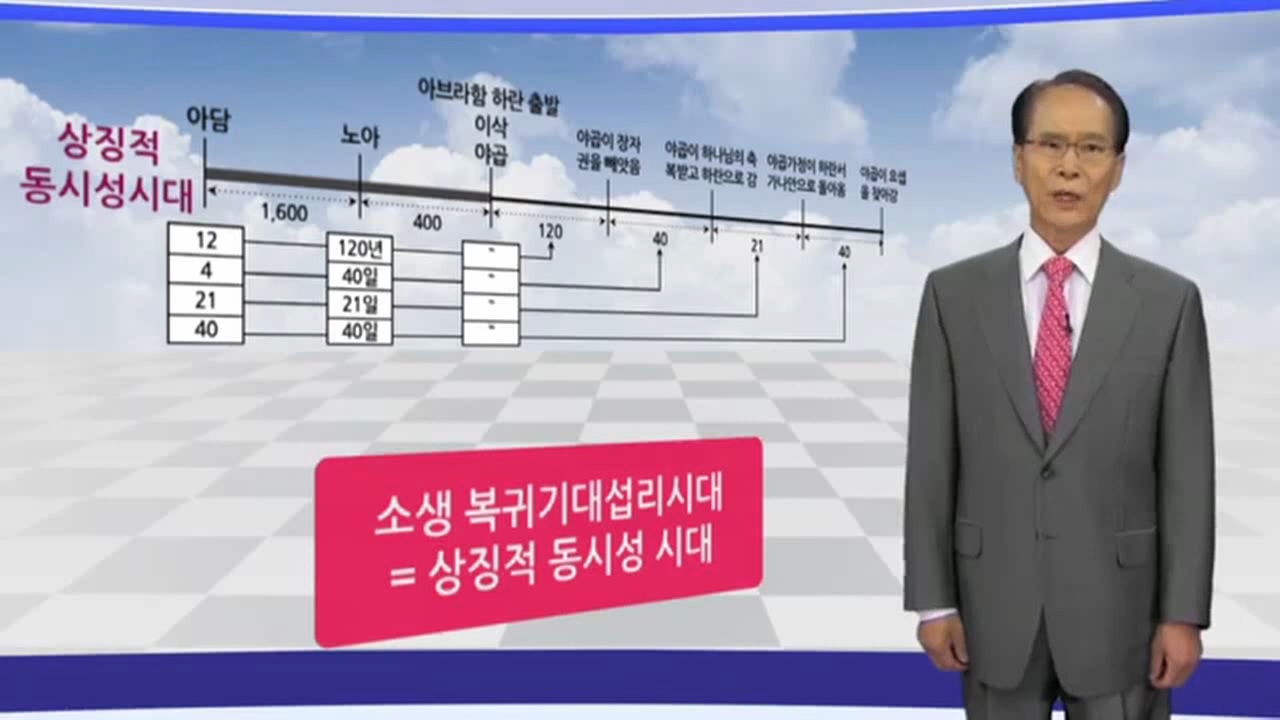 상징적
동시성시대
아담
노아
아브라함 하란 출발
이삭
야곱
야곱이 장자
권을 빼앗음
야곱이 하나님의 축
복받고 하란으로 감
야곱가정이 하란서
가나안으로 돌아옴
야곱이 요셉
을 찾아감
1,600
400
120
40
21
40
12
120년
"
4
40일
"
21
21일
"
40
40일
"
소생 복귀기대섭리시대
= 상징적 동시성 시대